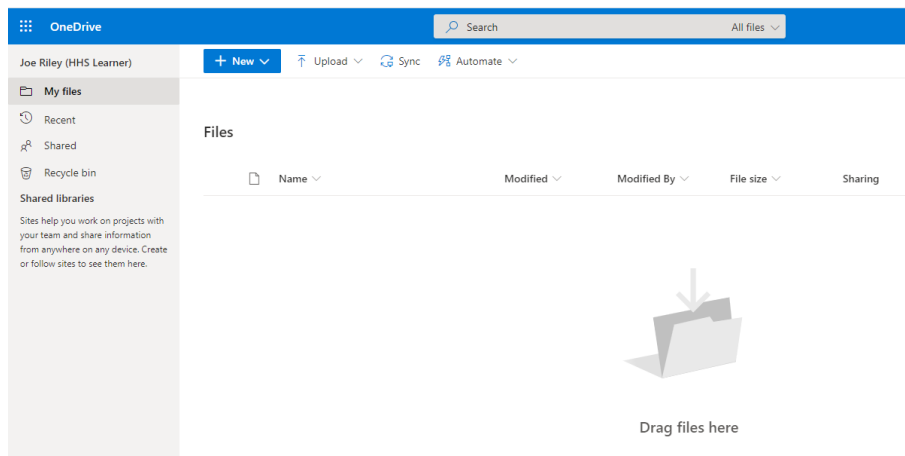 OneDrive
Search
All files
Joe Riley (HHS Learner)
New
Upload
Sync
Automate
My files
Recent
Shared
Recycle bin
Shared libraries
Sites help you work on projects with
your team and share information
from anywhere on any device. Create
or follow sites to see them here.
Files
Name
Modified
Modified By
File size
Sharing
Drag files here